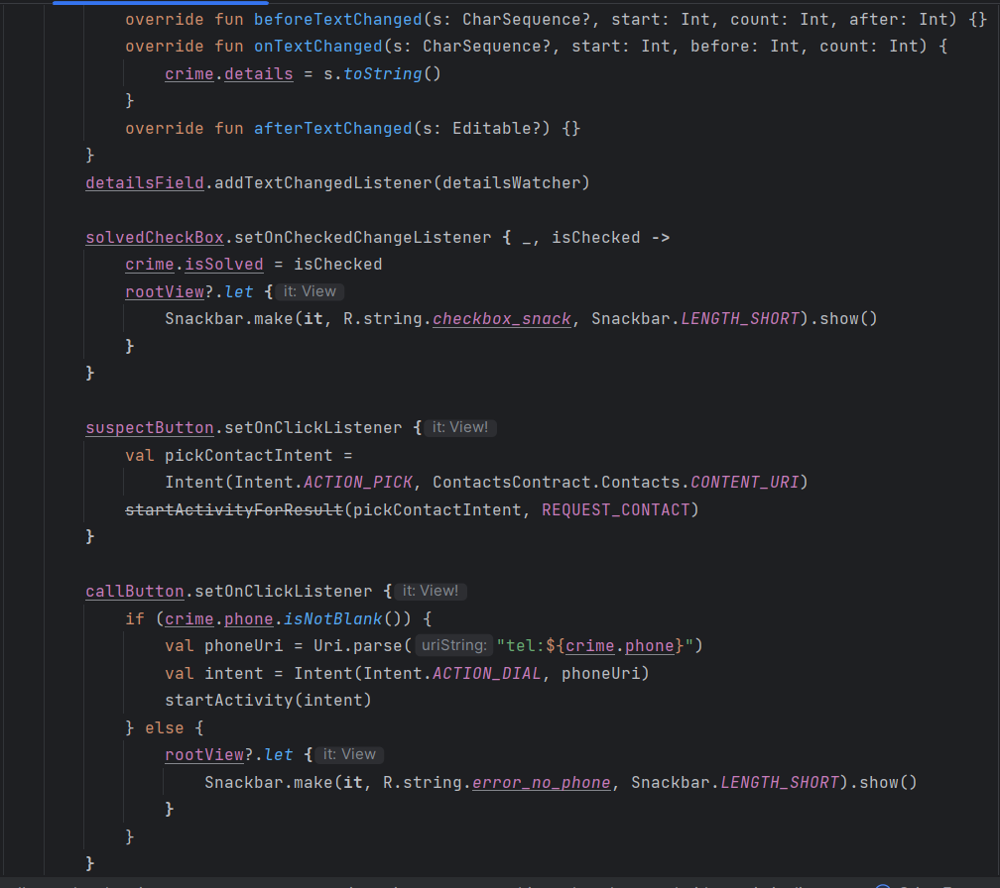 override fun beforeTextChanged(s: CharSequence?, start: Int, count: Int, after: Int) {}
override fun onTextChanged(s: CharSequence?, start: Int, before: Int, count: Int) {
crime.details = s.toString()
}
override fun afterTextChanged(s: Editable?) {}
}
detailsField.addTextChangedListener(detailsWatcher)
solvedCheckBox.setOnCheckedChangeListener { _, isChecked ->
crime.isSolved = isChecked
rootView?.let { it: View
Snackbar.make(it, R.string.checkbox_snack, Snackbar.LENGTH_SHORT).show()
}
}
suspectButton.setOnClickListener { it: View!
val pickContactIntent =
Intent(Intent.ACTION_PICK, ContactsContract.Contacts.CONTENT_URI)
startActivityForResult(pickContactIntent, REQUEST_CONTACT)
}
callButton.setOnClickListener { it: View!
if (crime.phone.isNotBlank()) {
val phoneUri = Uri.parse( uriString: "tel:${crime.phone}")
val intent = Intent(Intent.ACTION_DIAL, phoneUri)
startActivity(intent)
} else {
rootView?.let { it: View
Snackbar.make(it, R.string.error_no_phone, Snackbar.LENGTH_SHORT).show()
}
}
}